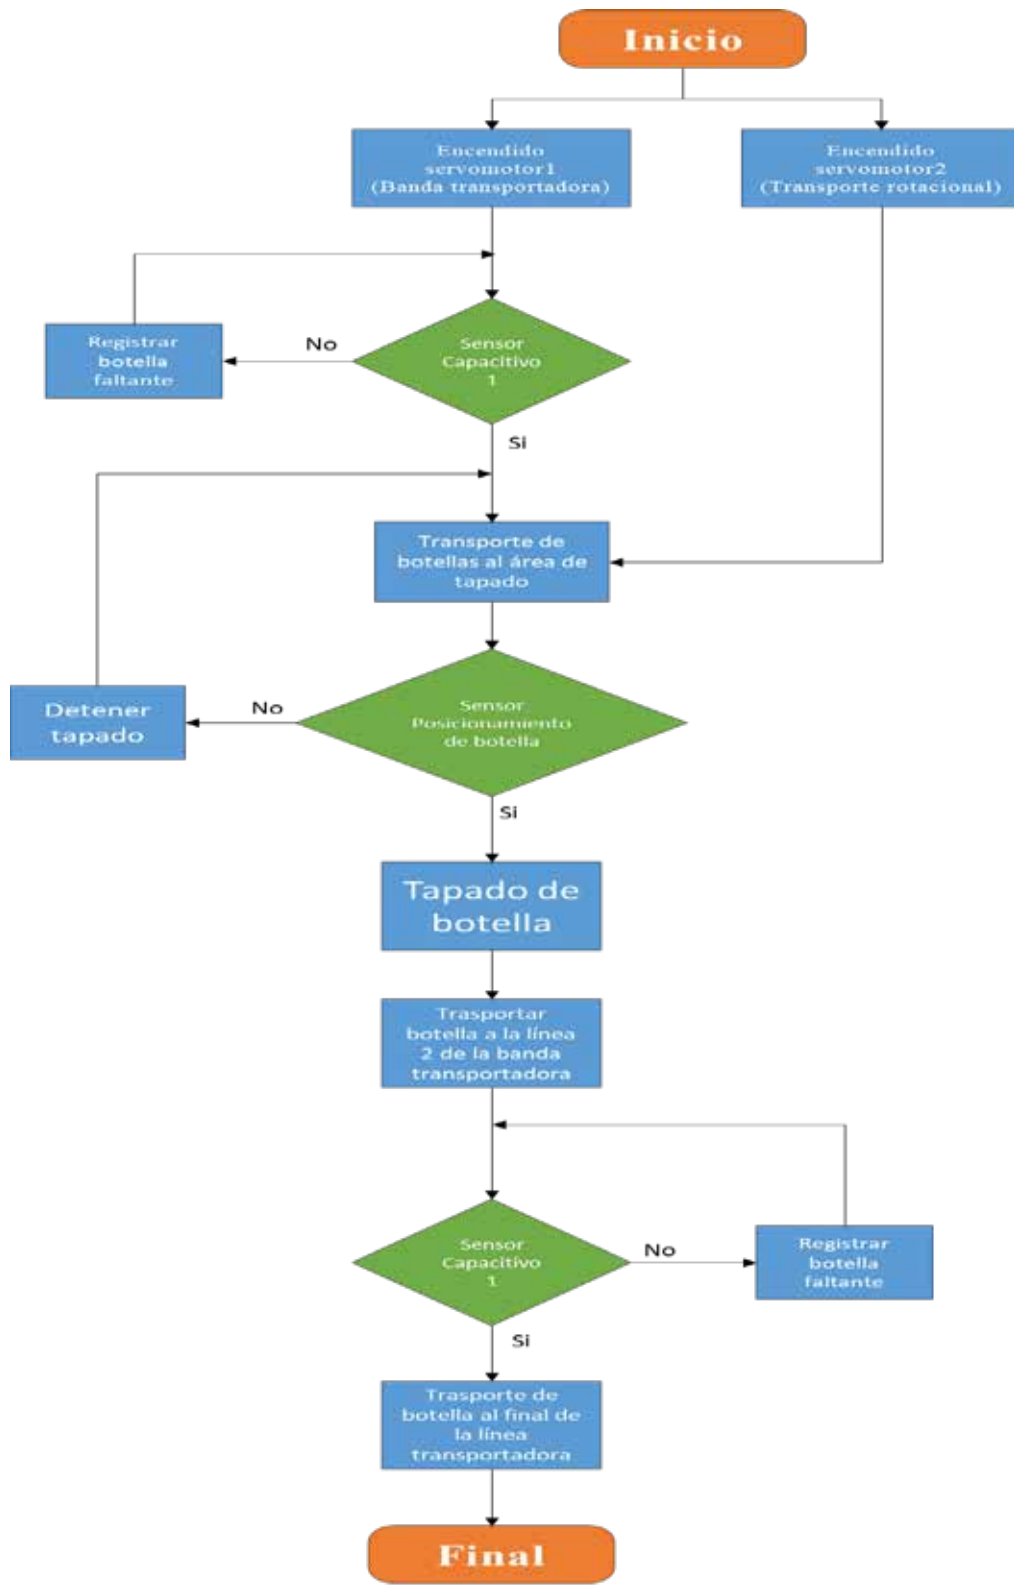 Inicio
Encendido
servomotor1
(Banda transportadora)
Encendido
servomotor2
(Transporte rotacional)
Registrar
botella
faltante
No
Sensor
Capacitivo
1
Si
Transporte de
botellas al área de
tapado
Detener
tapado
No
Sensor
Posicionamiento
de botella
Si
Tapado de
botella
Trasportar
botella a la línea
2 de la banda
transportadora
Sensor
Capacitivo
1
No
Registrar
botella
faltante
Si
Trasporte de
botella al final de
la línea
transportadora
Final